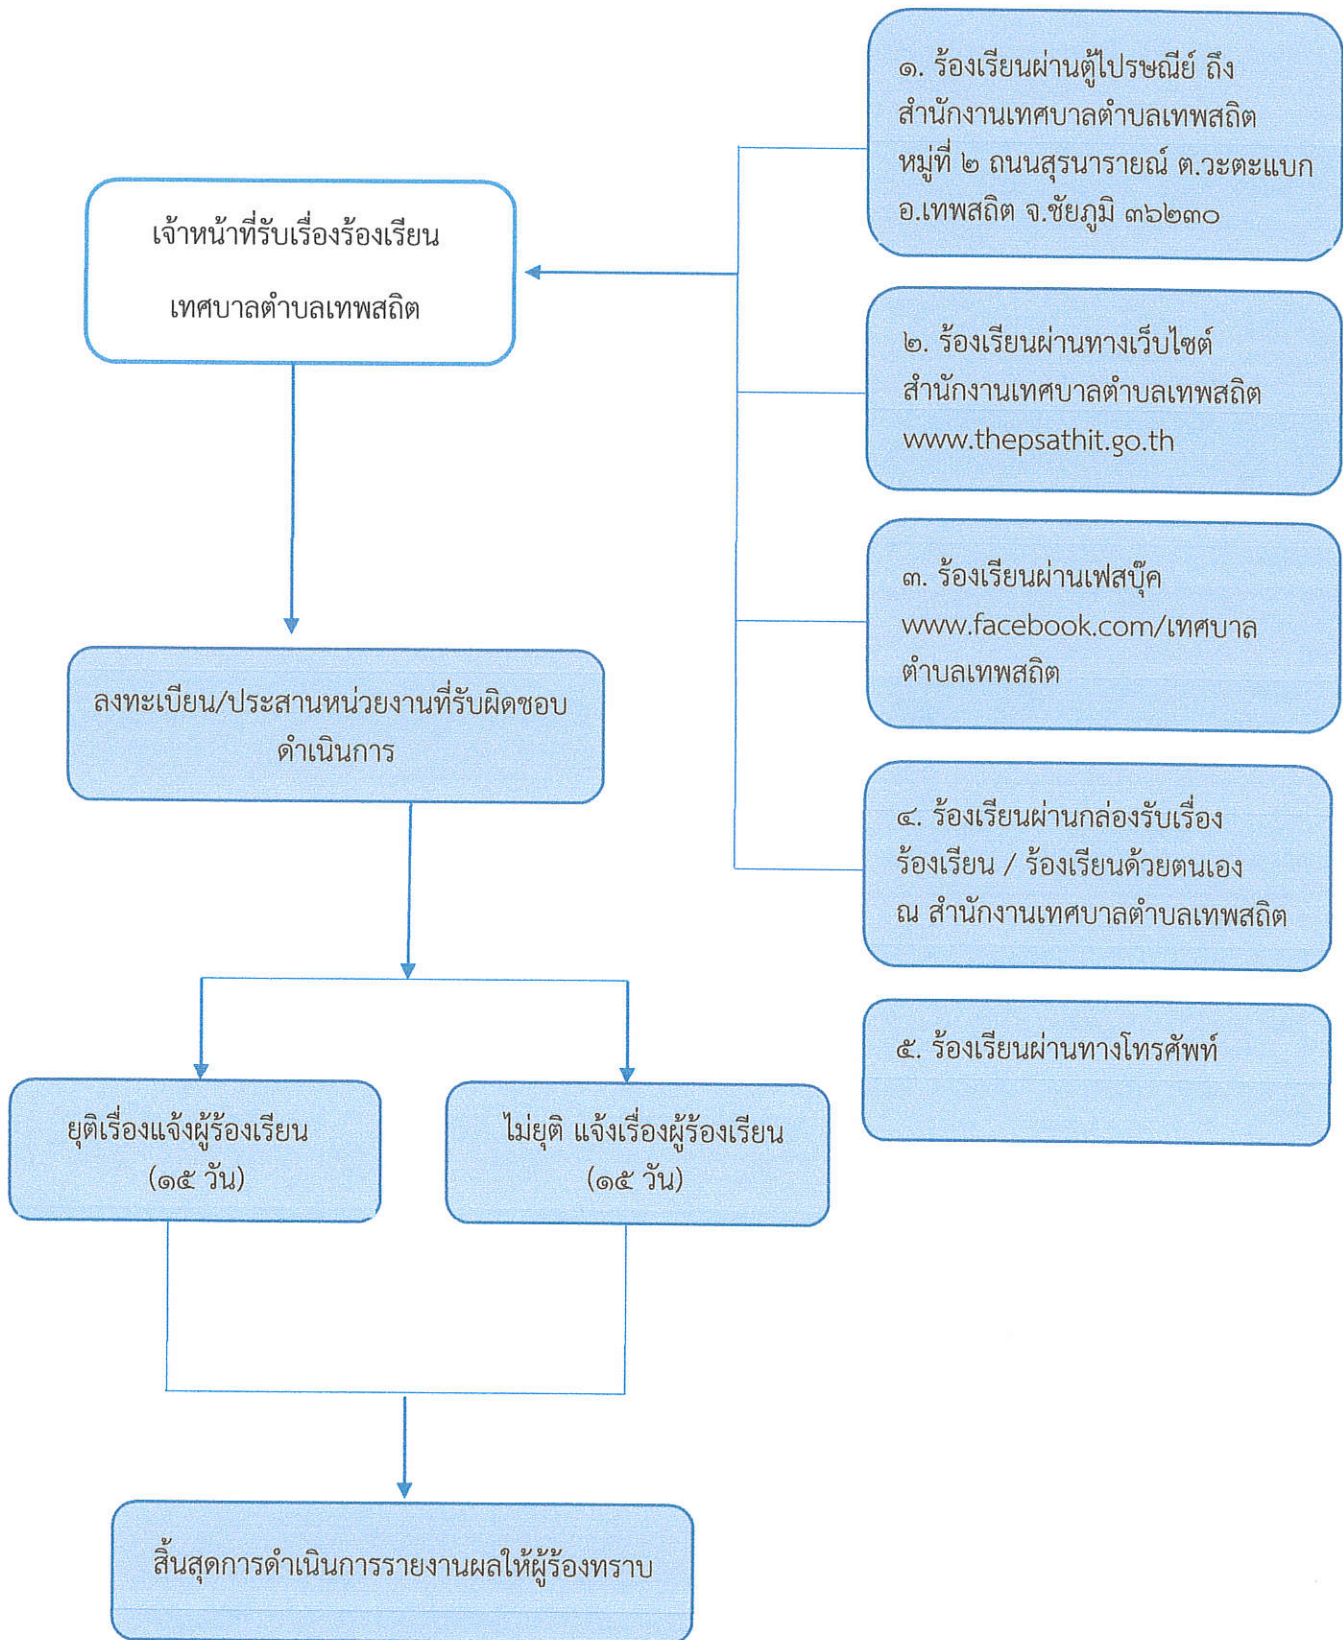 ๑. ร้องเรียนผ่านตู้ไปรษณีย์ ถึง
สำนักงานเทศบาลตำบลเทพสถิต
หมู่ที่ ๒ ถนนสุรนารายณ์ ต.วะตะแบก
อ.เทพสถิต จ.ชัยภูมิ ๓๖๒๓๐
เจ้าหน้าที่รับเรื่องร้องเรียน
เทศบาลตำบลเทพสถิต
๒. ร้องเรียนผ่านทางเว็บไซต์
สำนักงานเทศบาลตำบลเทพสถิต
www.thepsathit.go.th
๓. ร้องเรียนผ่านเฟสบุ๊ค
www.facebook.com/เทศบาล
ตำบลเทพสถิต
ลงทะเบียน/ประสานหน่วยงานที่รับผิดชอบ
ดำเนินการ
๔. ร้องเรียนผ่านกล่องรับเรื่อง
ร้องเรียน / ร้องเรียนด้วยตนเอง
ณ สำนักงานเทศบาลตำบลเทพสถิต
๕. ร้องเรียนผ่านทางโทรศัพท์
ยุติเรื่องแจ้งผู้ร้องเรียน
(๑๕ วัน)
ไม่ยุติ แจ้งเรื่องผู้ร้องเรียน
(๑๕ วัน)
สิ้นสุดการดำเนินการรายงานผลให้ผู้ร้องทราบ